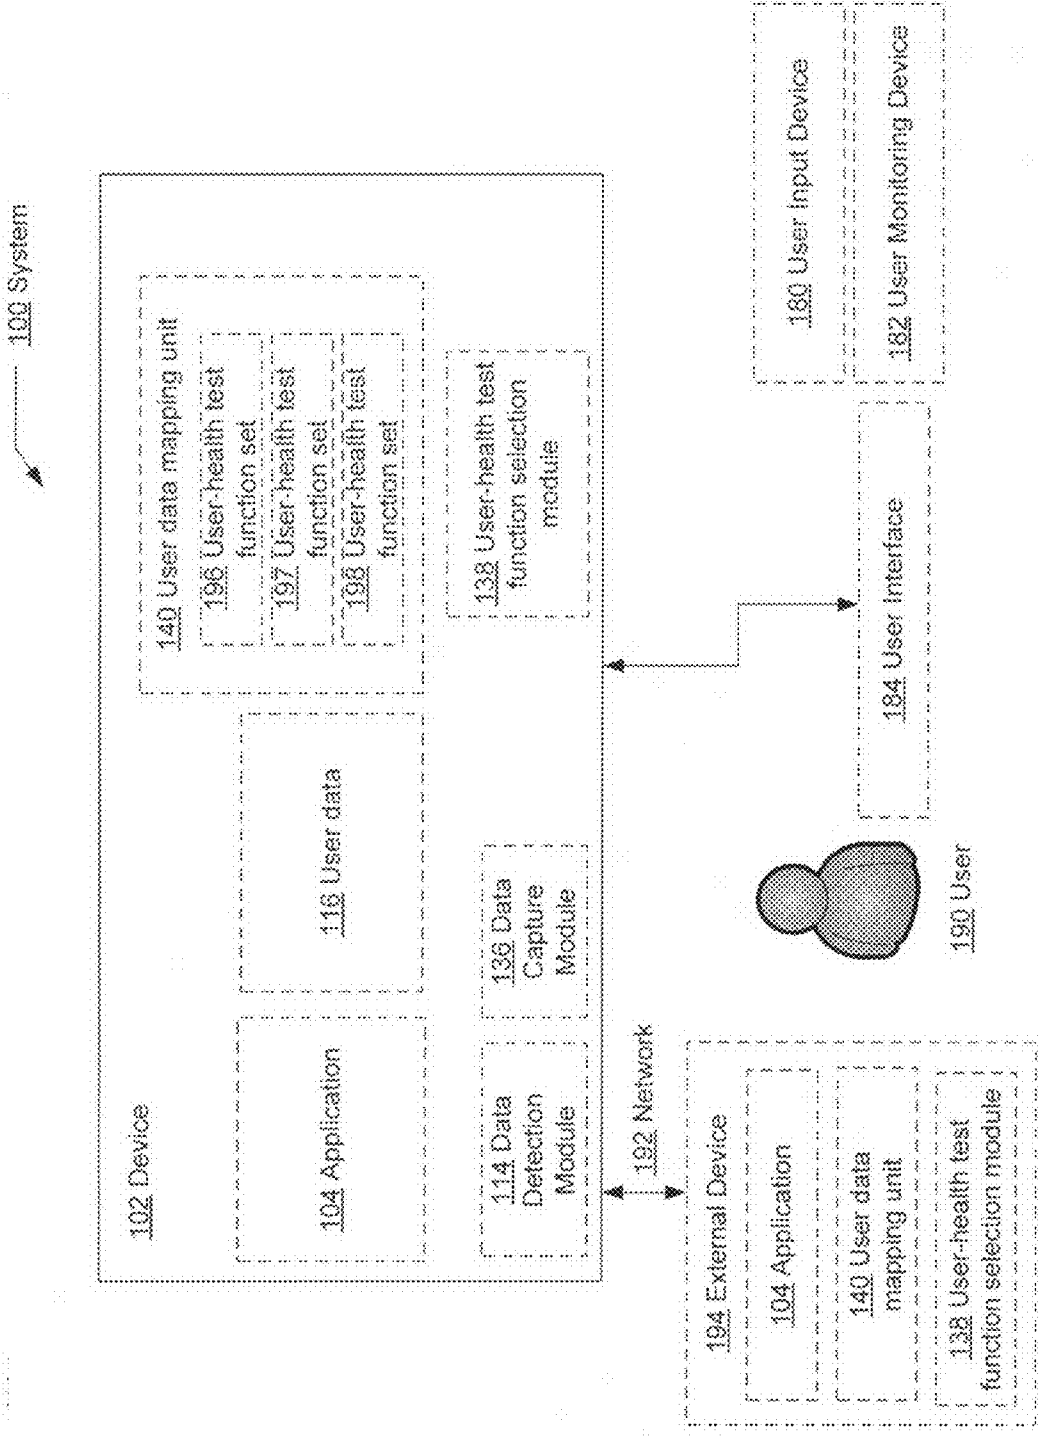 100 System
102 Device
104 Application
116 User data
140 User data mapping unit
196 User-health test
function set
197 User-health test
function set
198 User-health test
function set
114 Data
Detection
Module
136 Data
Capture
Module
138 User-health test
function selection
module
192 Network
194 External Device
104 Application
140 User data
mapping unit
138 User-health test
function selection module
190 User
184 User Interface
180 User Input Device
182 User Monitoring Device